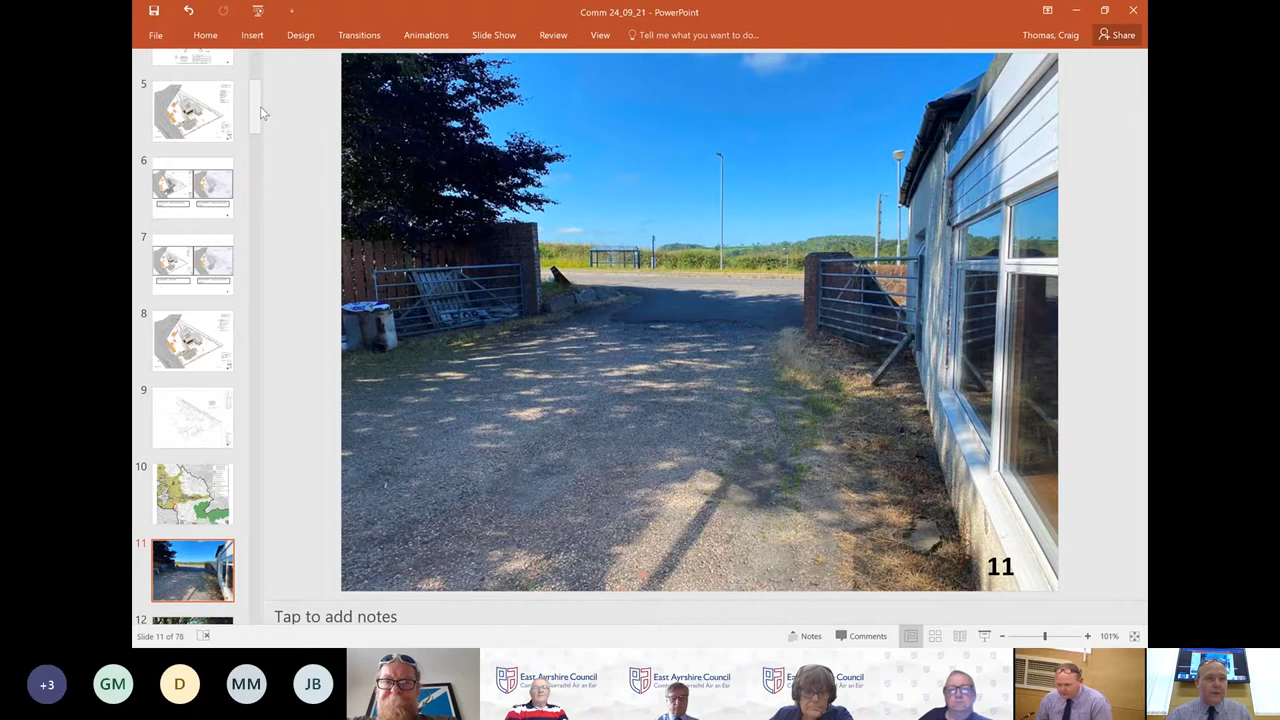 Comm 24_09_21 - PowerPoint
File Home Insert Design Transitions Animations Slide Show Review View Tell me what you want to do... Thomas, Craig Share
5
6
7
8
9
10
11
12
11
Tap to add notes
Slide 11 of 78 Notes Comments 101%
+3 GM D MM JB
East Ayrshire Council
East Ayrshire Council
East Ayrshire Council